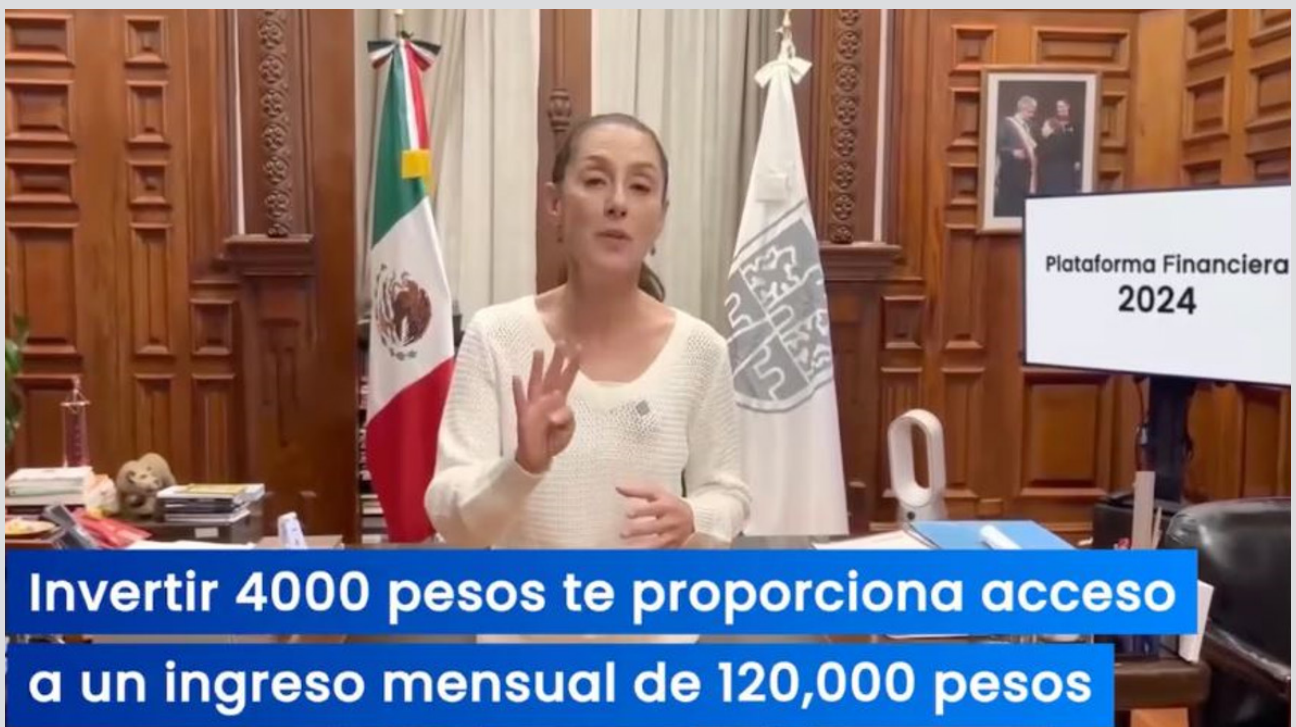 Plataforma Financiera
2024
Invertir 4000 pesos te proporciona acceso
a un ingreso mensual de 120,000 pesos